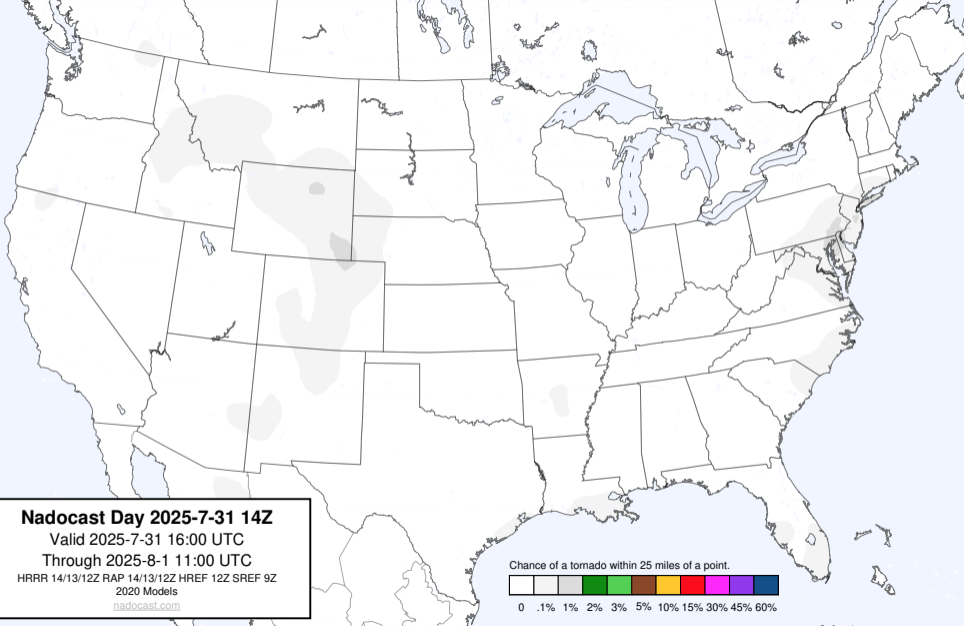 Nadocast Day 2025-7-31 14Z
Valid 2025-7-31 16:00 UTC
Through 2025-8-1 11:00 UTC
HRRR 14/13/12Z RAP 14/13/12Z HREF 12Z SREF 9Z
2020 Models
nadocast.com
Chance of a tornado within 25 miles of a point.
0 .1% 1% 2% 3% 5% 10% 15% 30% 45% 60%